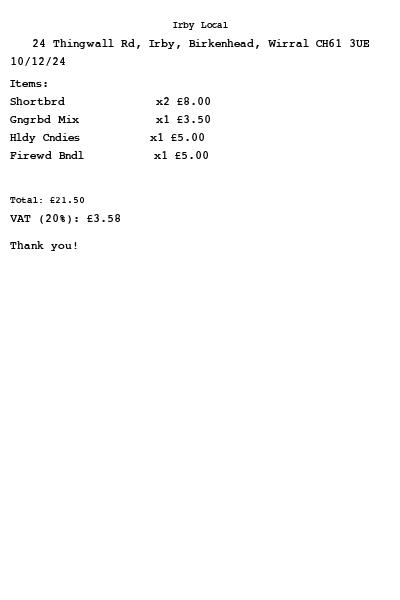 Irby Local
24 Thingwall Rd, Irby, Birkenhead, Wirral CH61 3UE
10/12/24
Items:
Shortbrd x2 £8.00
Gngrbd Mix x1 £3.50
Hldy Cndies x1 £5.00
Firewd Bndl x1 £5.00
Total: £21.50
VAT (20%): £3.58
Thank you!